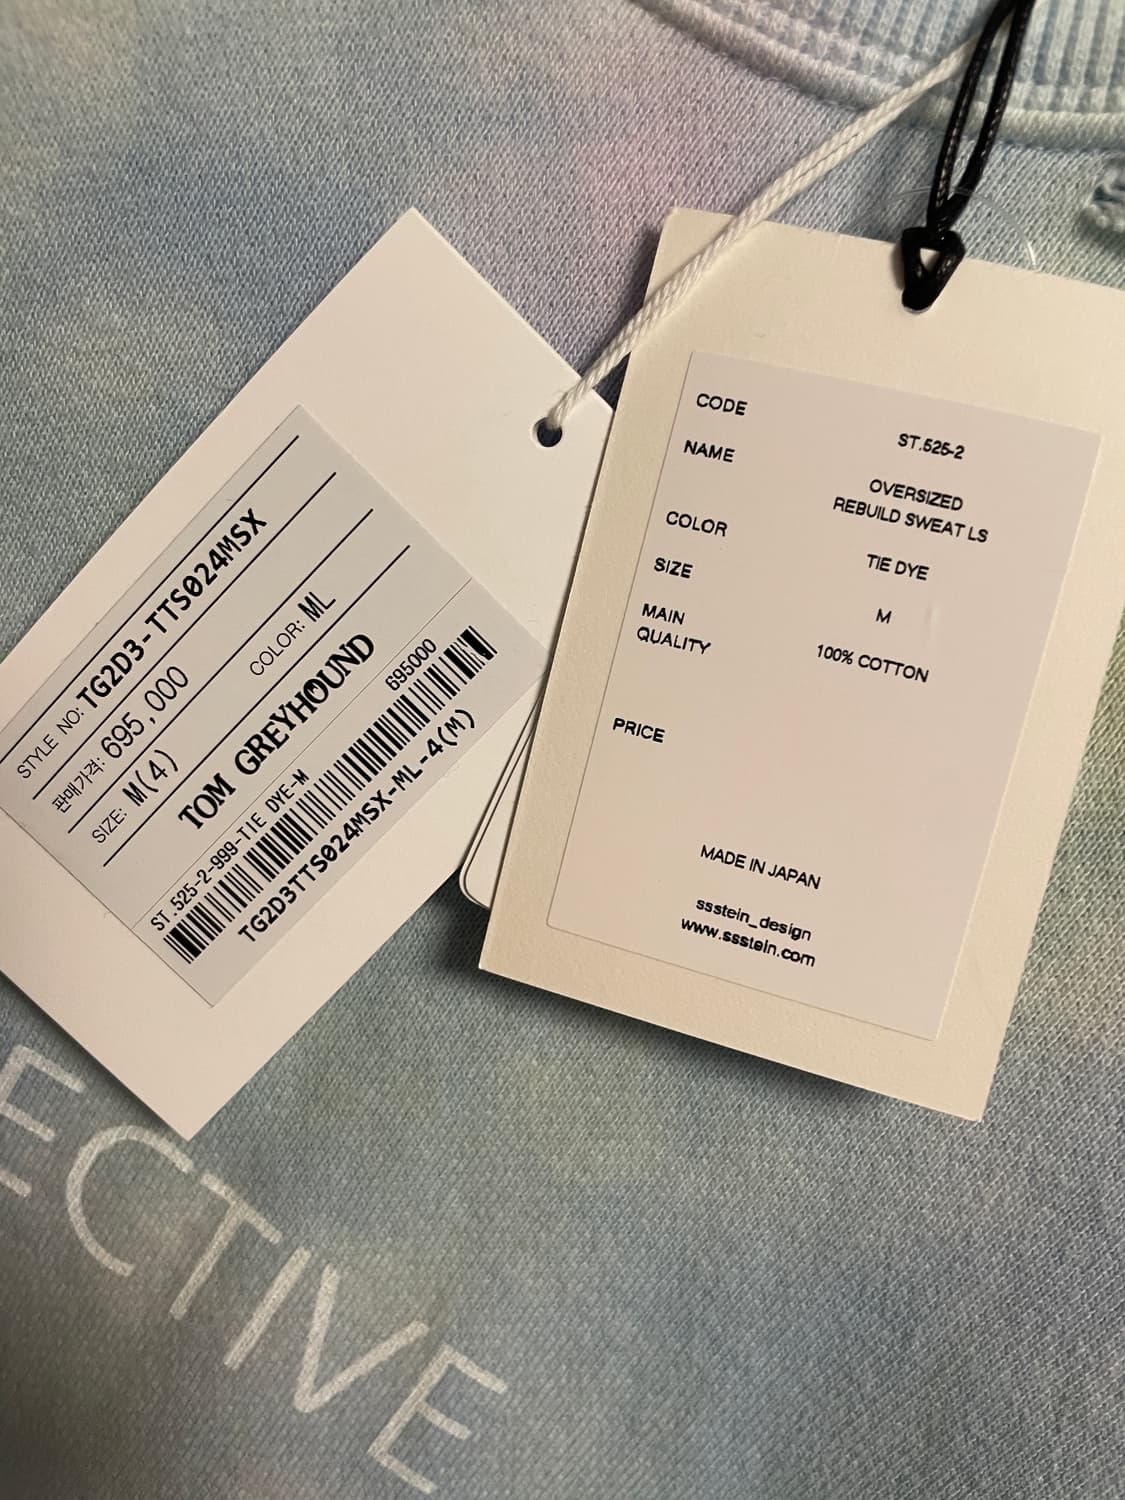 STYLE NO: TG2D3-TTS024MSX
판매가격: 695,000
SIZE: M(4) COLOR: ML
TOM GREYHOUND
ST.525-2-999-TIE DYE-M 695000
TG2D3TTS024MSX-ML-4(M)
CODE ST.525-2
NAME OVERSIZED
REBUILD SWEAT LS
COLOR TIE DYE
SIZE M
MAIN
QUALITY 100% COTTON
PRICE
MADE IN JAPAN
ssstein_design
www.ssstein.com
ECTIVE